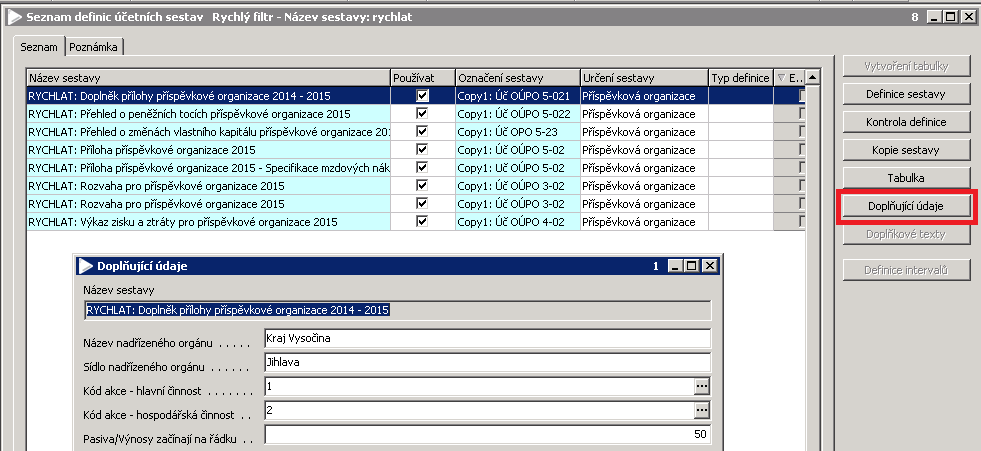 Seznam definic účetních sestav Rychlý filtr - Název sestavy: rychlat 8
Seznam Poznámka
Název sestavy Používat Označení sestavy Určení sestavy Typ definice E..
RYCHLAT: Doplněk přílohy příspěvkové organizace 2014 - 2015 Copy1: Úč OÚPO 5-021 Příspěvková organizace
RYCHLAT: Přehled o peněžních tocích příspěvkové organizace 2015 Copy1: Úč OÚPO 5-022 Příspěvková organizace
RYCHLAT: Přehled o změnách vlastního kapitálu příspěvkové organizace 201 Copy1: Úč OPO 5-23 Příspěvková organizace
RYCHLAT: Příloha příspěvkové organizace 2015 Copy1: Úč OÚPO 5-02 Příspěvková organizace
RYCHLAT: Příloha příspěvkové organizace 2015 - Specifikace mzdových nák Copy1: Úč OÚPO 5-02 Příspěvková organizace
RYCHLAT: Rozvaha pro příspěvkové organizace 2015 Copy1: Úč OÚPO 3-02 Příspěvková organizace
RYCHLAT: Rozvaha pro příspěvkové organizace 2015 Copy1: Úč OÚPO 3-02 Příspěvková organizace
RYCHLAT: Výkaz zisku a ztráty pro příspěvkové organizace 2015 Copy1: Úč OÚPO 4-02 Příspěvková organizace
Vytvoření tabulky
Definice sestavy
Kontrola definice
Kopie sestavy
Tabulka
Doplňující údaje
Doplňkové texty
Definice intervalů
Doplňující údaje 1
Název sestavy
RYCHLAT: Doplněk přílohy příspěvkové organizace 2014 - 2015
Název nadřízeného orgánu . . . . . Kraj Vysočina
Sídlo nadřízeného orgánu . . . . . . Jihlava
Kód akce - hlavní činnost . . . . . . . 1 ...
Kód akce - hospodářská činnost . . 2 ...
Pasiva/Výnosy začínají na řádku . . 50